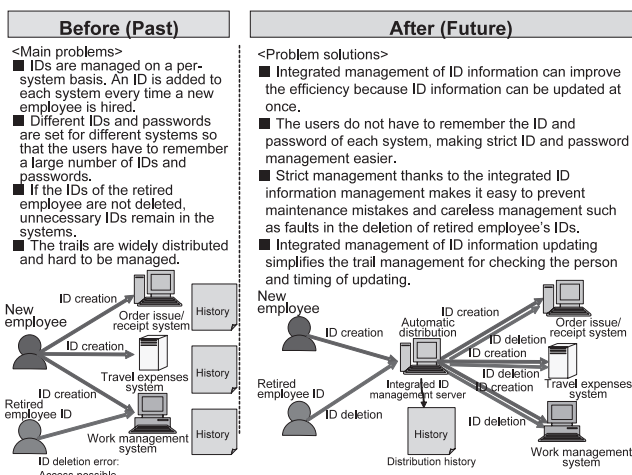 Before (Past)
<Main problems>
■ IDs are managed on a per-
system basis. An ID is added to
each system every time a new
employee is hired.
■ Different IDs and passwords
are set for different systems so
that the users have to remember
a large number of IDs and
passwords.
■ If the IDs of the retired
employee are not deleted,
unnecessary IDs remain in the
systems.
■ The trails are widely distributed
and hard to be managed.
New
employee
ID creation
Order issue/
receipt system
History
ID creation
Travel expenses
system
History
ID creation
Retired
employee ID
Work management
system
History
ID deletion error:
Access possible
After (Future)
<Problem solutions>
■ Integrated management of ID information can improve
the efficiency because ID information can be updated at
once.
■ The users do not have to remember the ID and
password of each system, making strict ID and password
management easier.
■ Strict management thanks to the integrated ID
information management makes it easy to prevent
maintenance mistakes and careless management such
as faults in the deletion of retired employee's IDs.
■ Integrated management of ID information updating
simplifies the trail management for checking the person
and timing of updating.
New
employee
ID creation
Retired
employee ID
ID deletion
Automatic
distribution
Integrated ID
management server
History
Distribution history
ID creation
Order issue/
receipt system
ID deletion
ID creation
ID deletion
Travel expenses
system
ID creation
ID deletion
Work management
system